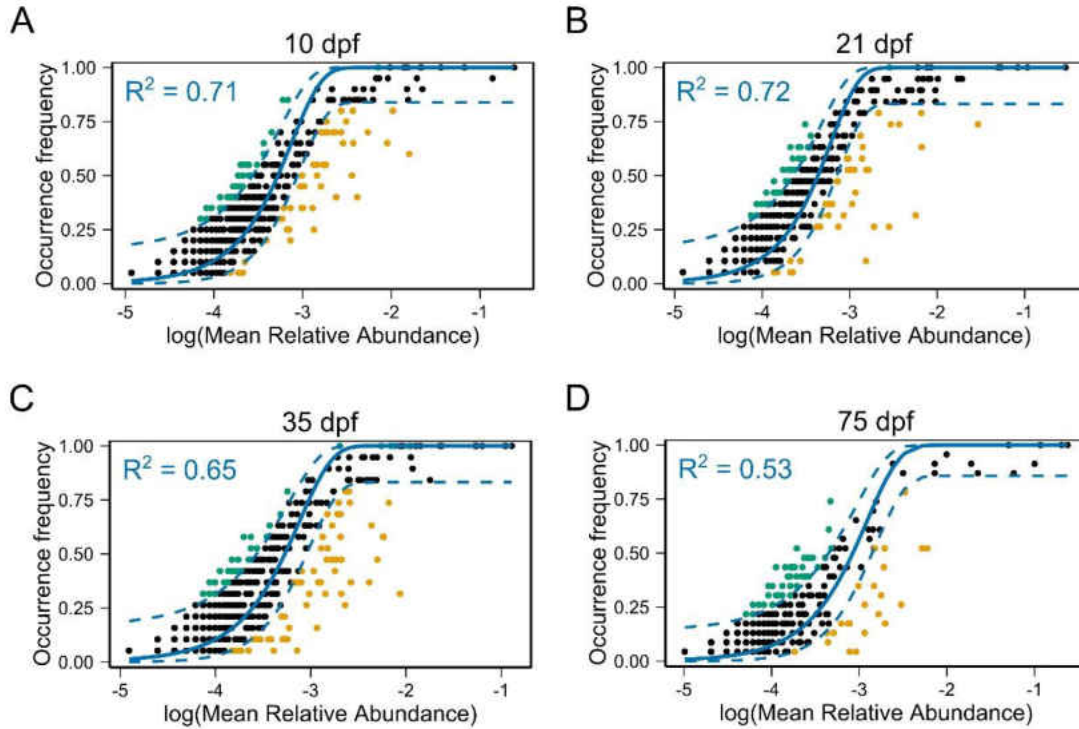 A
10 dpf
R² = 0.71
Occurrence frequency
1.00
0.75
0.50
0.25
0.00
-5 -4 -3 -2 -1
log(Mean Relative Abundance)
B
21 dpf
R² = 0.72
Occurrence frequency
1.00
0.75
0.50
0.25
0.00
-5 -4 -3 -2 -1
log(Mean Relative Abundance)
C
35 dpf
R² = 0.65
Occurrence frequency
1.00
0.75
0.50
0.25
0.00
-5 -4 -3 -2 -1
log(Mean Relative Abundance)
D
75 dpf
R² = 0.53
Occurrence frequency
1.00
0.75
0.50
0.25
0.00
-5 -4 -3 -2 -1
log(Mean Relative Abundance)